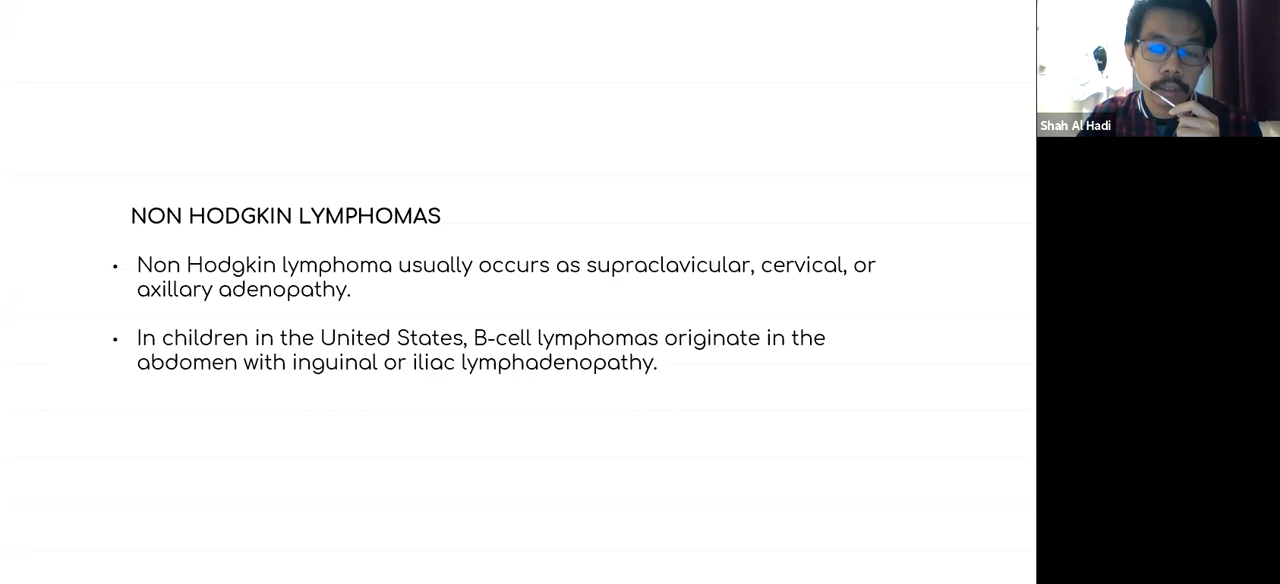 NON HODGKIN LYMPHOMAS
• Non Hodgkin lymphoma usually occurs as supraclavicular, cervical, or
axillary adenopathy.
• In children in the United States, B-cell lymphomas originate in the
abdomen with inguinal or iliac lymphadenopathy.
Shah Al Hadi